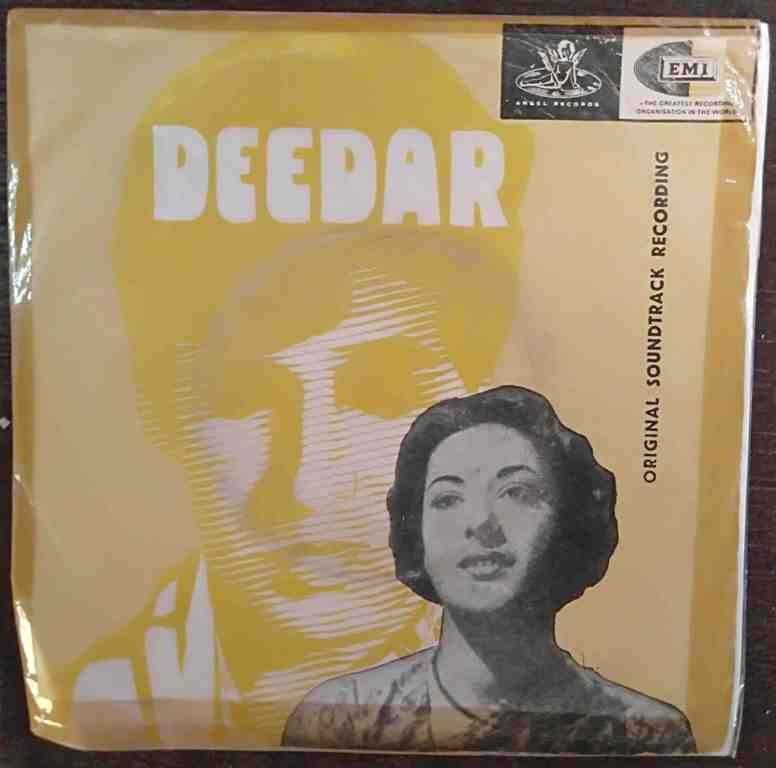 DEEDAR
ANGEL RECORDS
EMI
THE GREATEST RECORDING
ORGANISATION IN THE WORLD
ORIGINAL SOUNDTRACK RECORDING